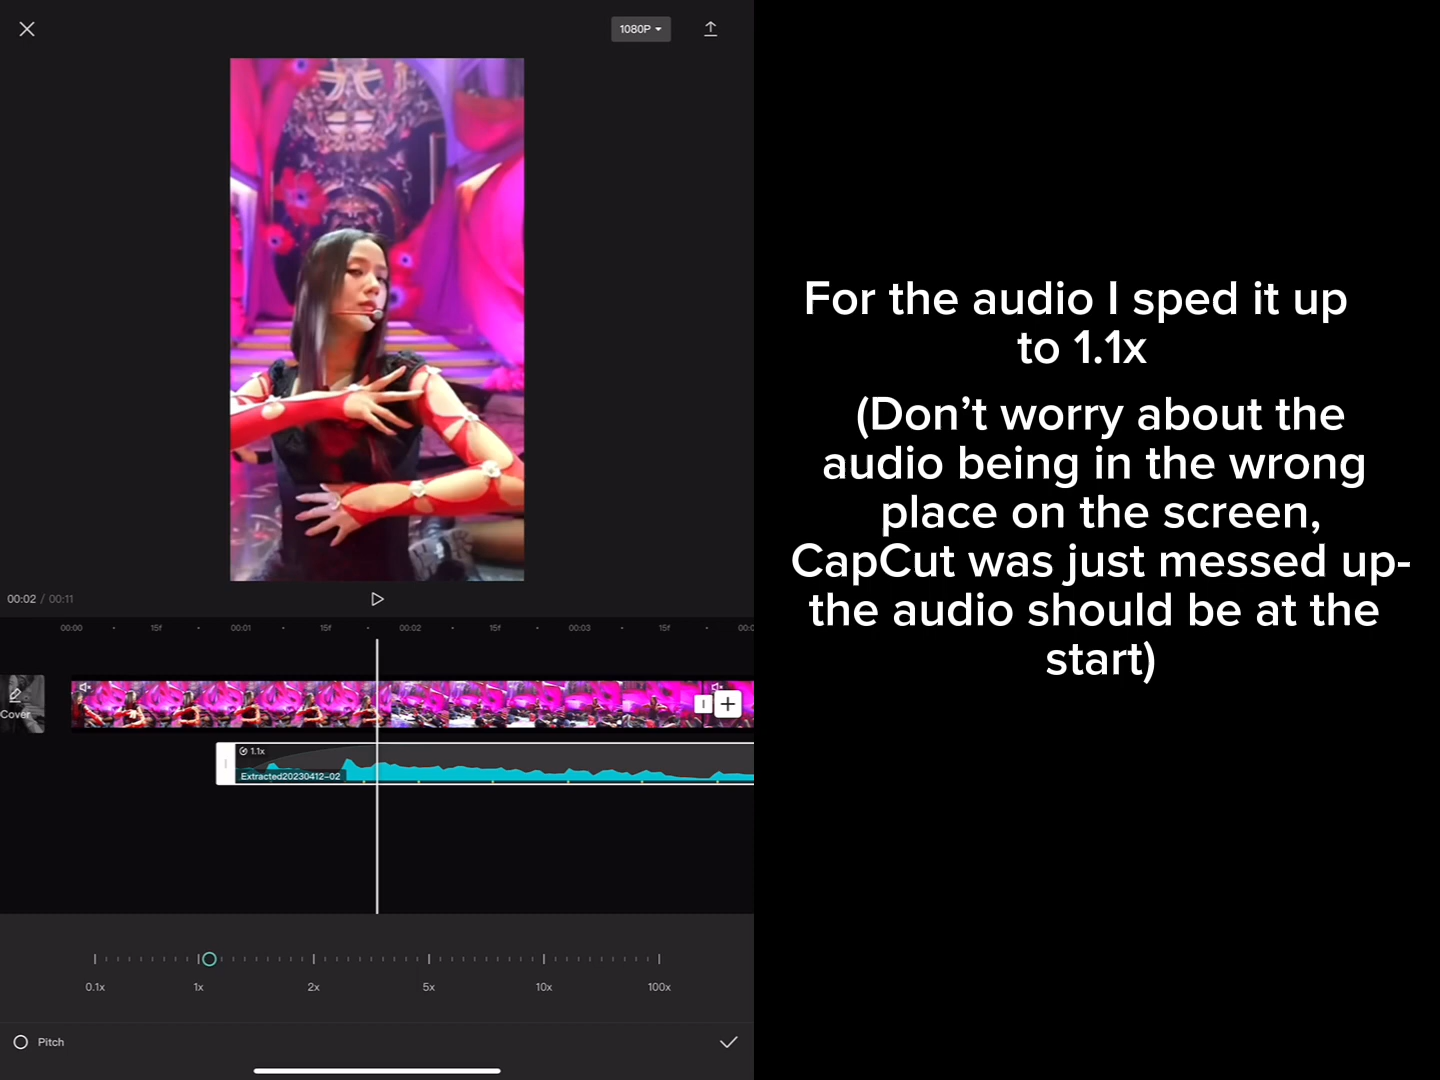 1080P
00:02 / 00:11
00:00 15f 00:01 15f 00:02 15f 00:03 15f
Cover
1.1x
Extracted20230412-02
0.1x 1x 2x 5x 10x 100x
Pitch
For the audio I sped it up
to 1.1x
(Don’t worry about the
audio being in the wrong
place on the screen,
CapCut was just messed up-
the audio should be at the
start)